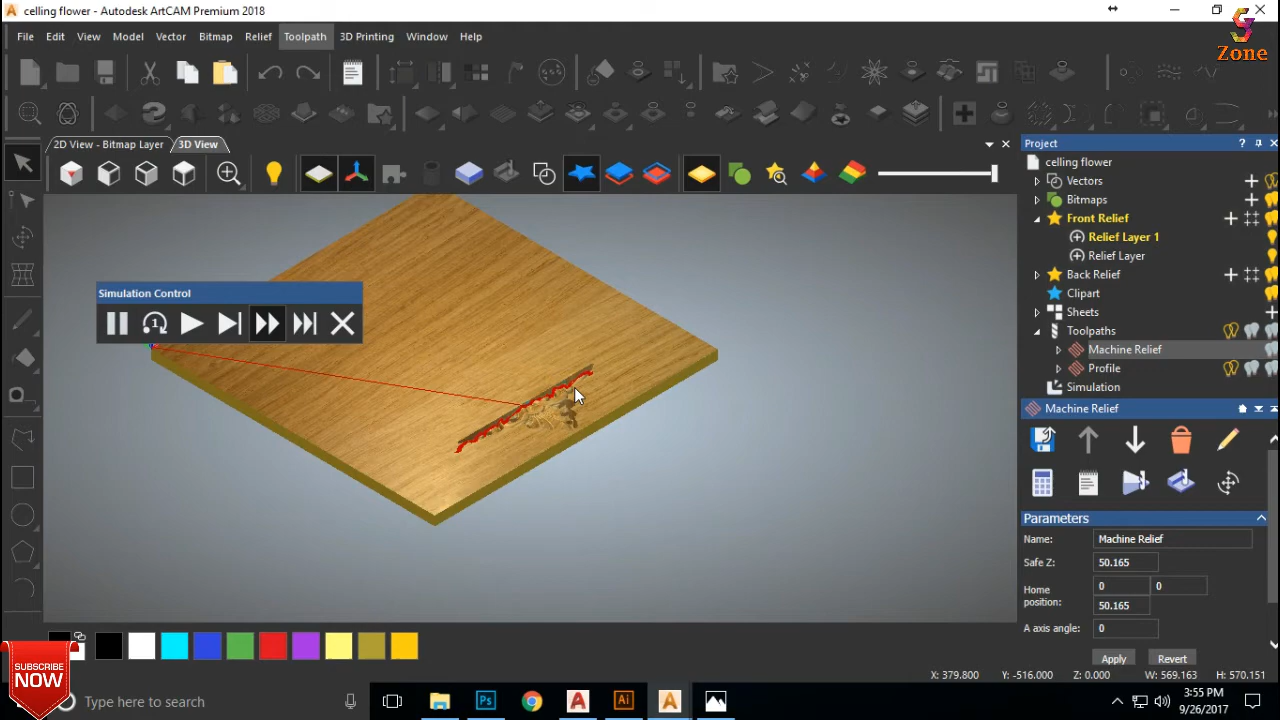 celling flower - Autodesk ArtCAM Premium 2018
File Edit View Model Vector Bitmap Relief Toolpath 3D Printing Window Help
Zone
2D View - Bitmap Layer 3D View
Project
celling flower
Vectors
Bitmaps
Front Relief
Relief Layer 1
Relief Layer
Back Relief
Clipart
Sheets
Toolpaths
Machine Relief
Profile
Simulation
Simulation Control
1
Machine Relief
Parameters
Name: Machine Relief
Safe Z: 50.165
Home position: 0 0
50.165
A axis angle: 0
Apply Revert
X: 379.800 Y: -516.000 Z: 0.000 W: 569.163 H: 570.151
SUBSCRIBE
NOW
Type here to search
Ps
Ai
3:55 PM
9/26/2017